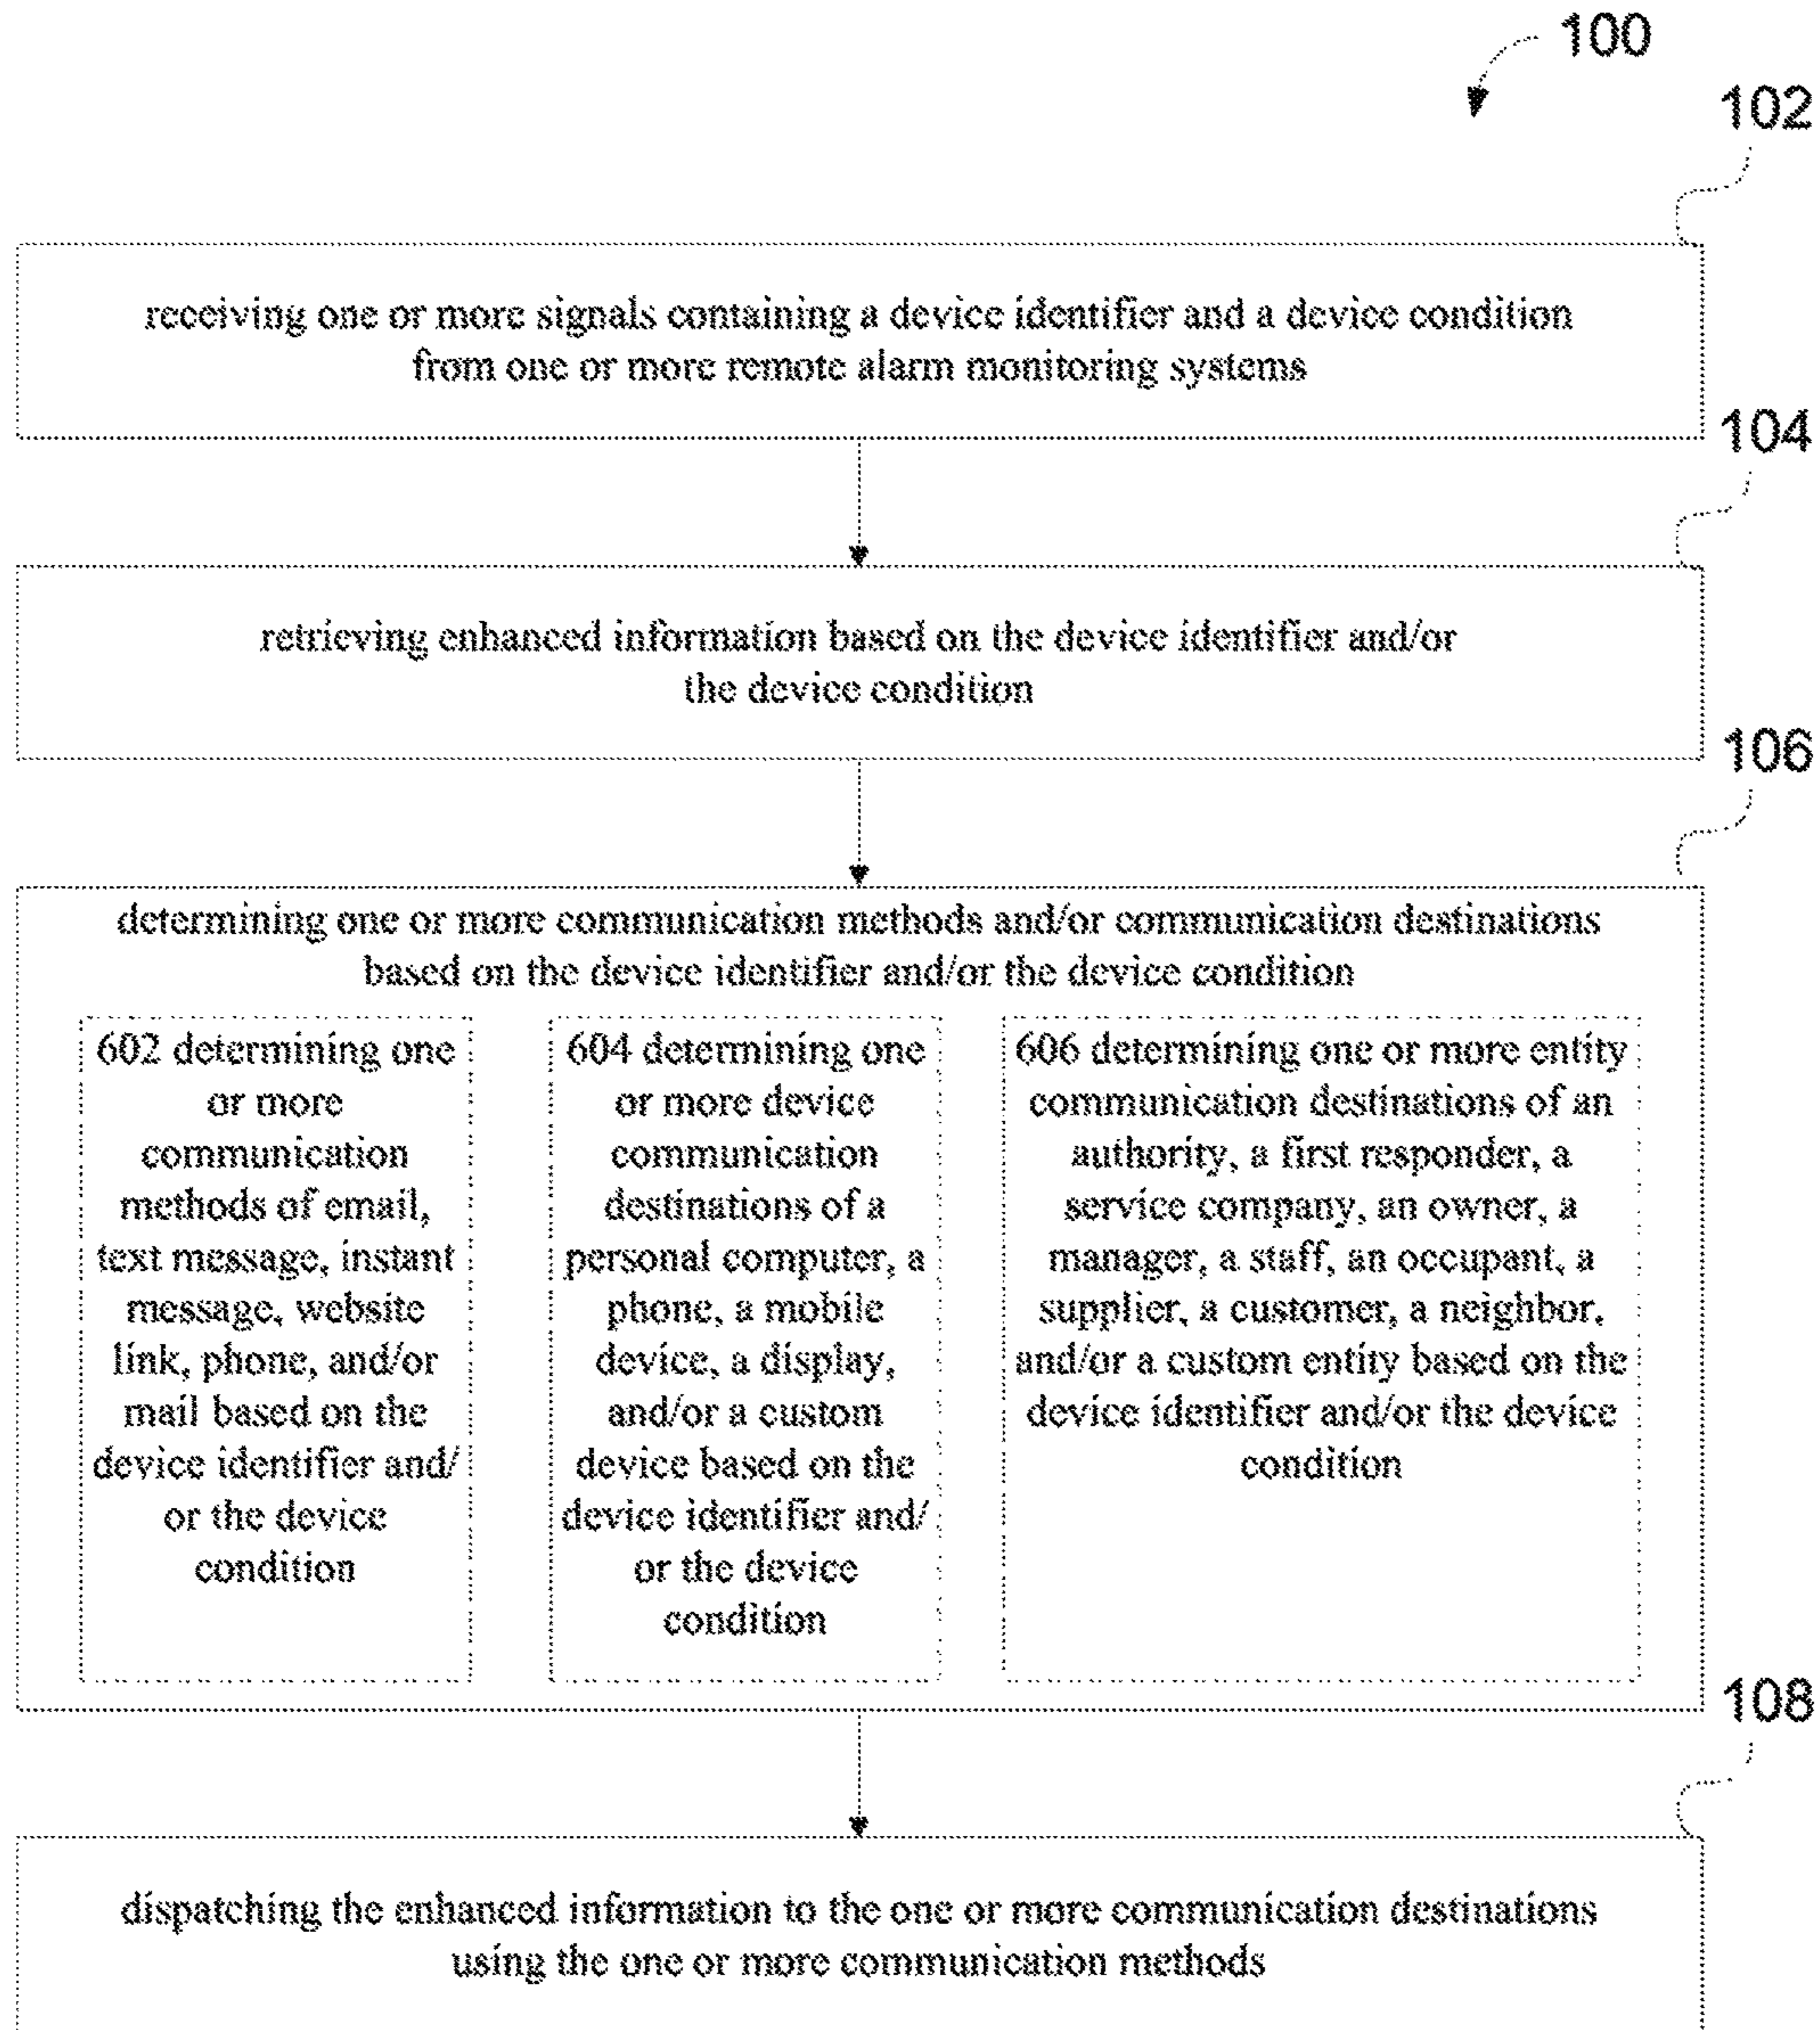 100
102
receiving one or more signals containing a device identifier and a device condition
from one or more remote alarm monitoring systems
104
retrieving enhanced information based on the device identifier and/or
the device condition
106
determining one or more communication methods and/or communication destinations
based on the device identifier and/or the device condition
602 determining one
or more
communication
methods of email,
text message, instant
message, website
link, phone, and/or
mail based on the
device identifier and/
or the device
condition
604 determining one
or more device
communication
destinations of a
personal computer, a
phone, a mobile
device, a display,
and/or a custom
device based on the
device identifier and/
or the device
condition
606 determining one or more entity
communication destinations of an
authority, a first responder, a
service company, an owner, a
manager, a staff, an occupant, a
supplier, a customer, a neighbor,
and/or a custom entity based on the
device identifier and/or the device
condition
108
dispatching the enhanced information to the one or more communication destinations
using the one or more communication methods